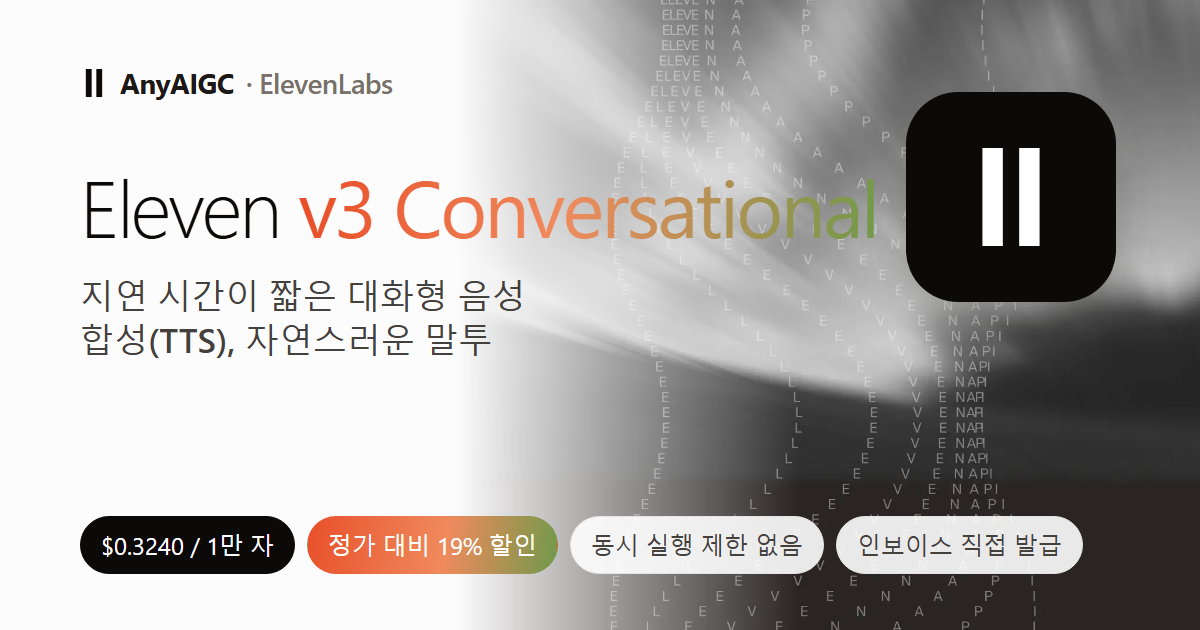 AnyAIGC · ElevenLabs
Eleven v3 Conversational
지연 시간이 짧은 대화형 음성
합성(TTS), 자연스러운 말투
$0.3240 / 1만 자
정가 대비 19% 할인
동시 실행 제한 없음
인보이스 직접 발급